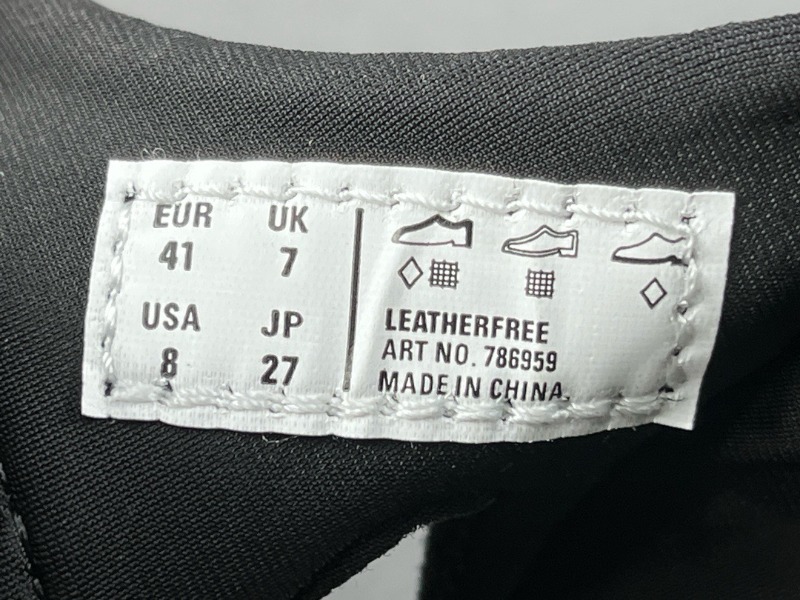 EUR UK
41 7
USA JP
8 27
LEATHERFREE
ART NO. 786959
MADE IN CHINA.